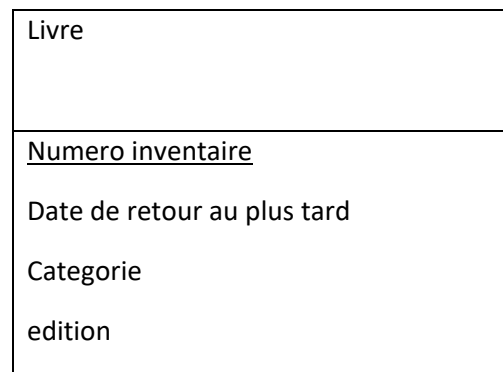 Livre
Numero inventaire
Date de retour au plus tard
Categorie
edition